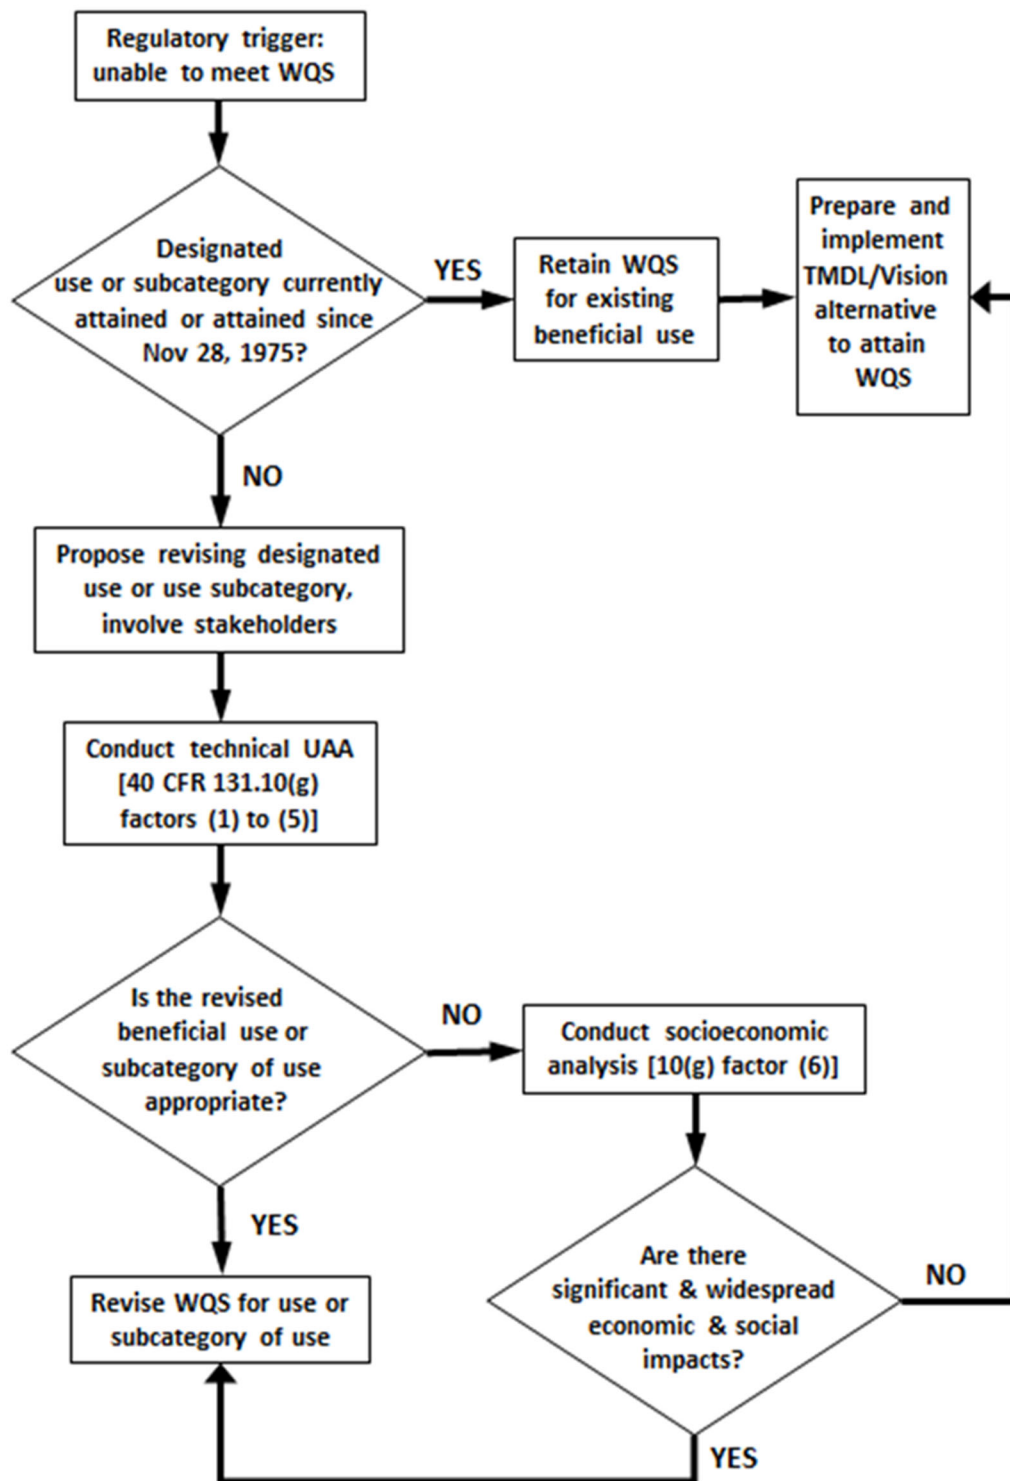 Regulatory trigger:
unable to meet WQS
Designated
use or subcategory currently
attained or attained since
Nov 28, 1975?
YES
Retain WQS
for existing
beneficial use
Prepare and
implement
TMDL/Vision
alternative
to attain
WQS
NO
Propose revising designated
use or use subcategory,
involve stakeholders
Conduct technical UAA
[40 CFR 131.10(g)
factors (1) to (5)]
Is the revised
beneficial use or
subcategory of use
appropriate?
NO
Conduct socioeconomic
analysis [10(g) factor (6)]
YES
Revise WQS for use or
subcategory of use
Are there
significant & widespread
economic & social
impacts?
NO
YES